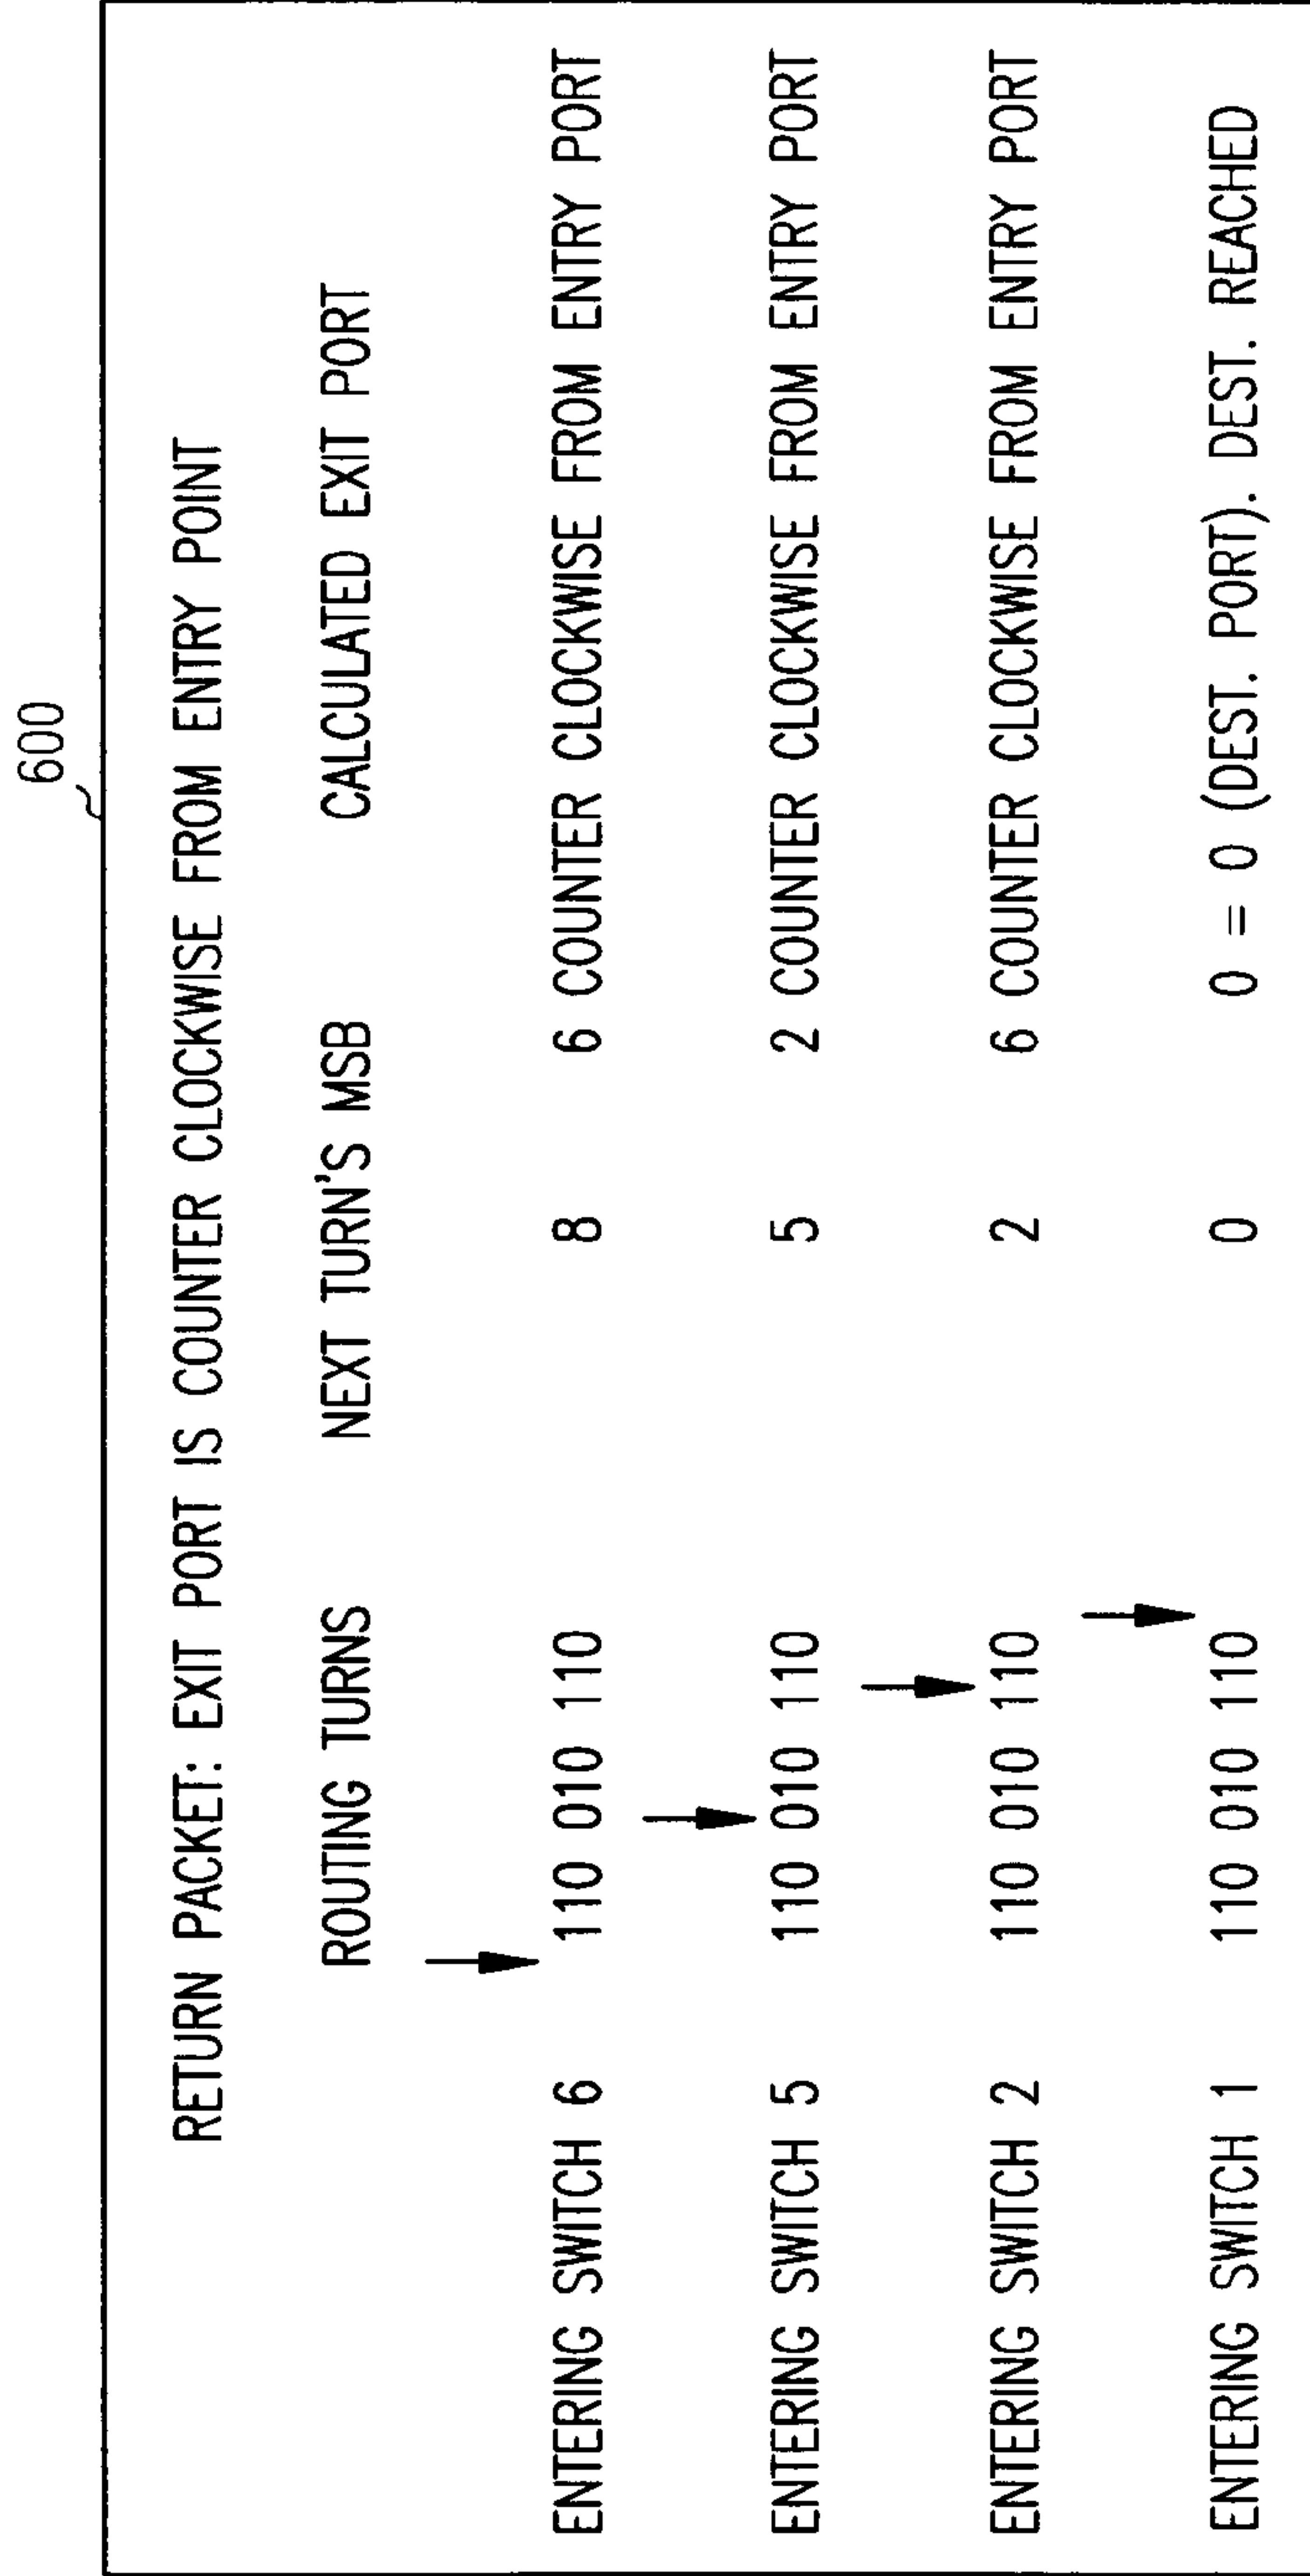 600
RETURN PACKET: EXIT PORT IS COUNTER CLOCKWISE FROM ENTRY POINT
ROUTING TURNS NEXT TURN'S MSB CALCULATED EXIT PORT
ENTERING SWITCH 6 110 010 110 8 6 COUNTER CLOCKWISE FROM ENTRY PORT
ENTERING SWITCH 5 110 010 110 5 2 COUNTER CLOCKWISE FROM ENTRY PORT
ENTERING SWITCH 2 110 010 110 2 6 COUNTER CLOCKWISE FROM ENTRY PORT
ENTERING SWITCH 1 110 010 110 0 0 = 0 (DEST. PORT). DEST. REACHED